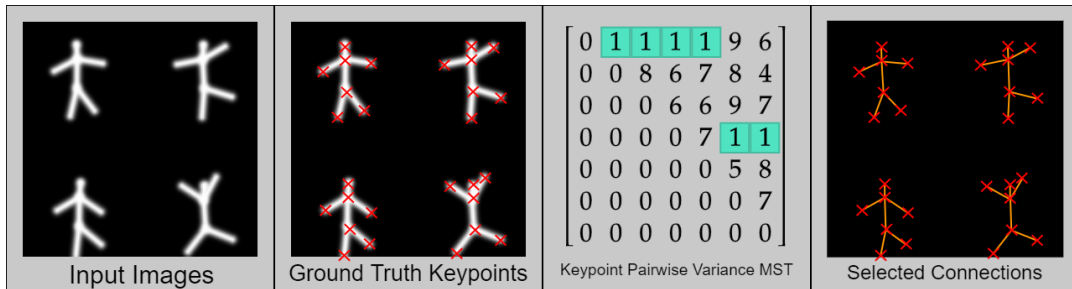 0 1 1 1 1 9 6
0 0 8 6 7 8 4
0 0 0 6 6 9 7
0 0 0 0 7 1 1
0 0 0 0 0 5 8
0 0 0 0 0 0 7
0 0 0 0 0 0 0
Input Images
Ground Truth Keypoints
Keypoint Pairwise Variance MST
Selected Connections